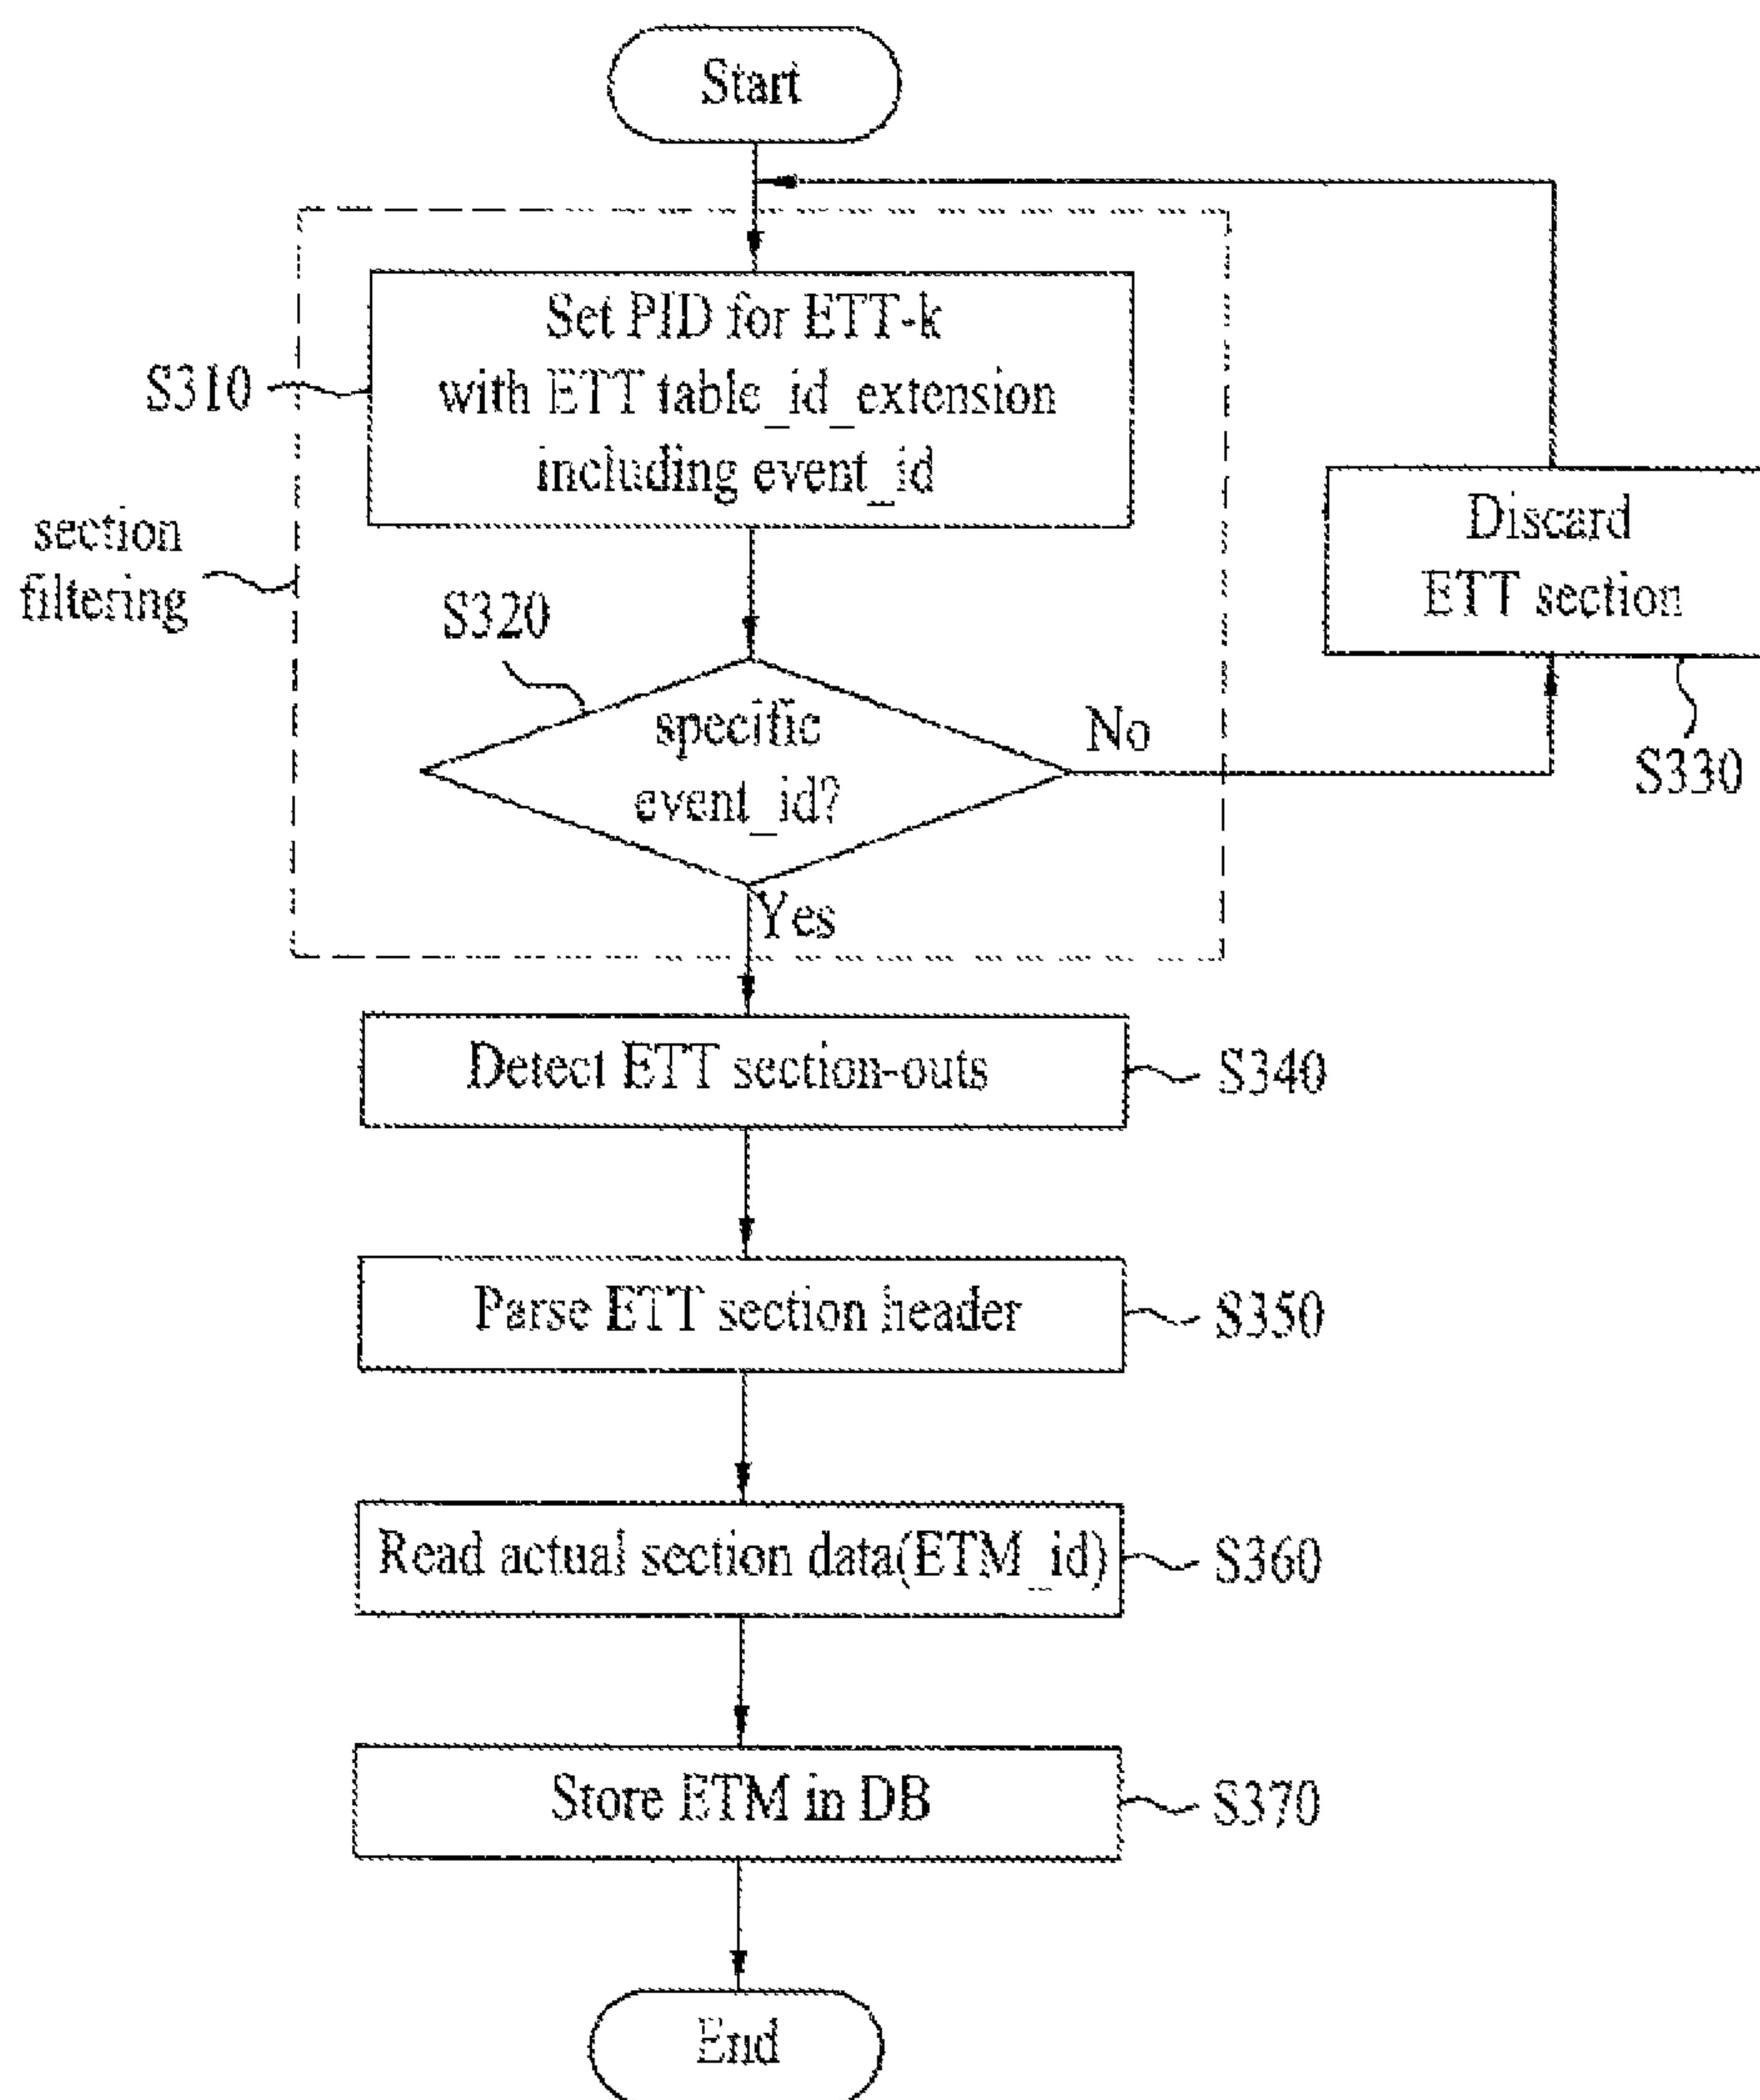 Start
Set PID for ETT-k
with ETT table_id_extension
including event_id
S310
section
filtering
Discard
ETT section
S330
S320
specific
event_id?
No
Yes
Detect ETT section-outs
S340
Parse ETT section header
S350
Read actual section data(ETM_id)
S360
Store ETM in DB
S370
End